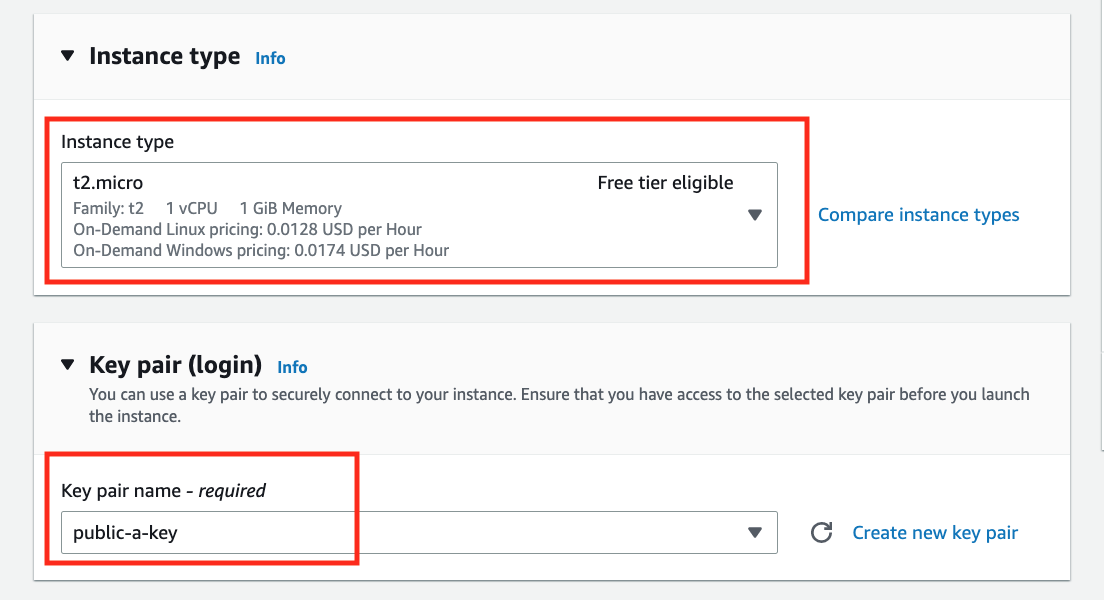 Instance type Info
Instance type
t2.micro Free tier eligible
Family: t2 1 vCPU 1 GiB Memory
On-Demand Linux pricing: 0.0128 USD per Hour
On-Demand Windows pricing: 0.0174 USD per Hour
Compare instance types
Key pair (login) Info
You can use a key pair to securely connect to your instance. Ensure that you have access to the selected key pair before you launch
the instance.
Key pair name - required
public-a-key
Create new key pair